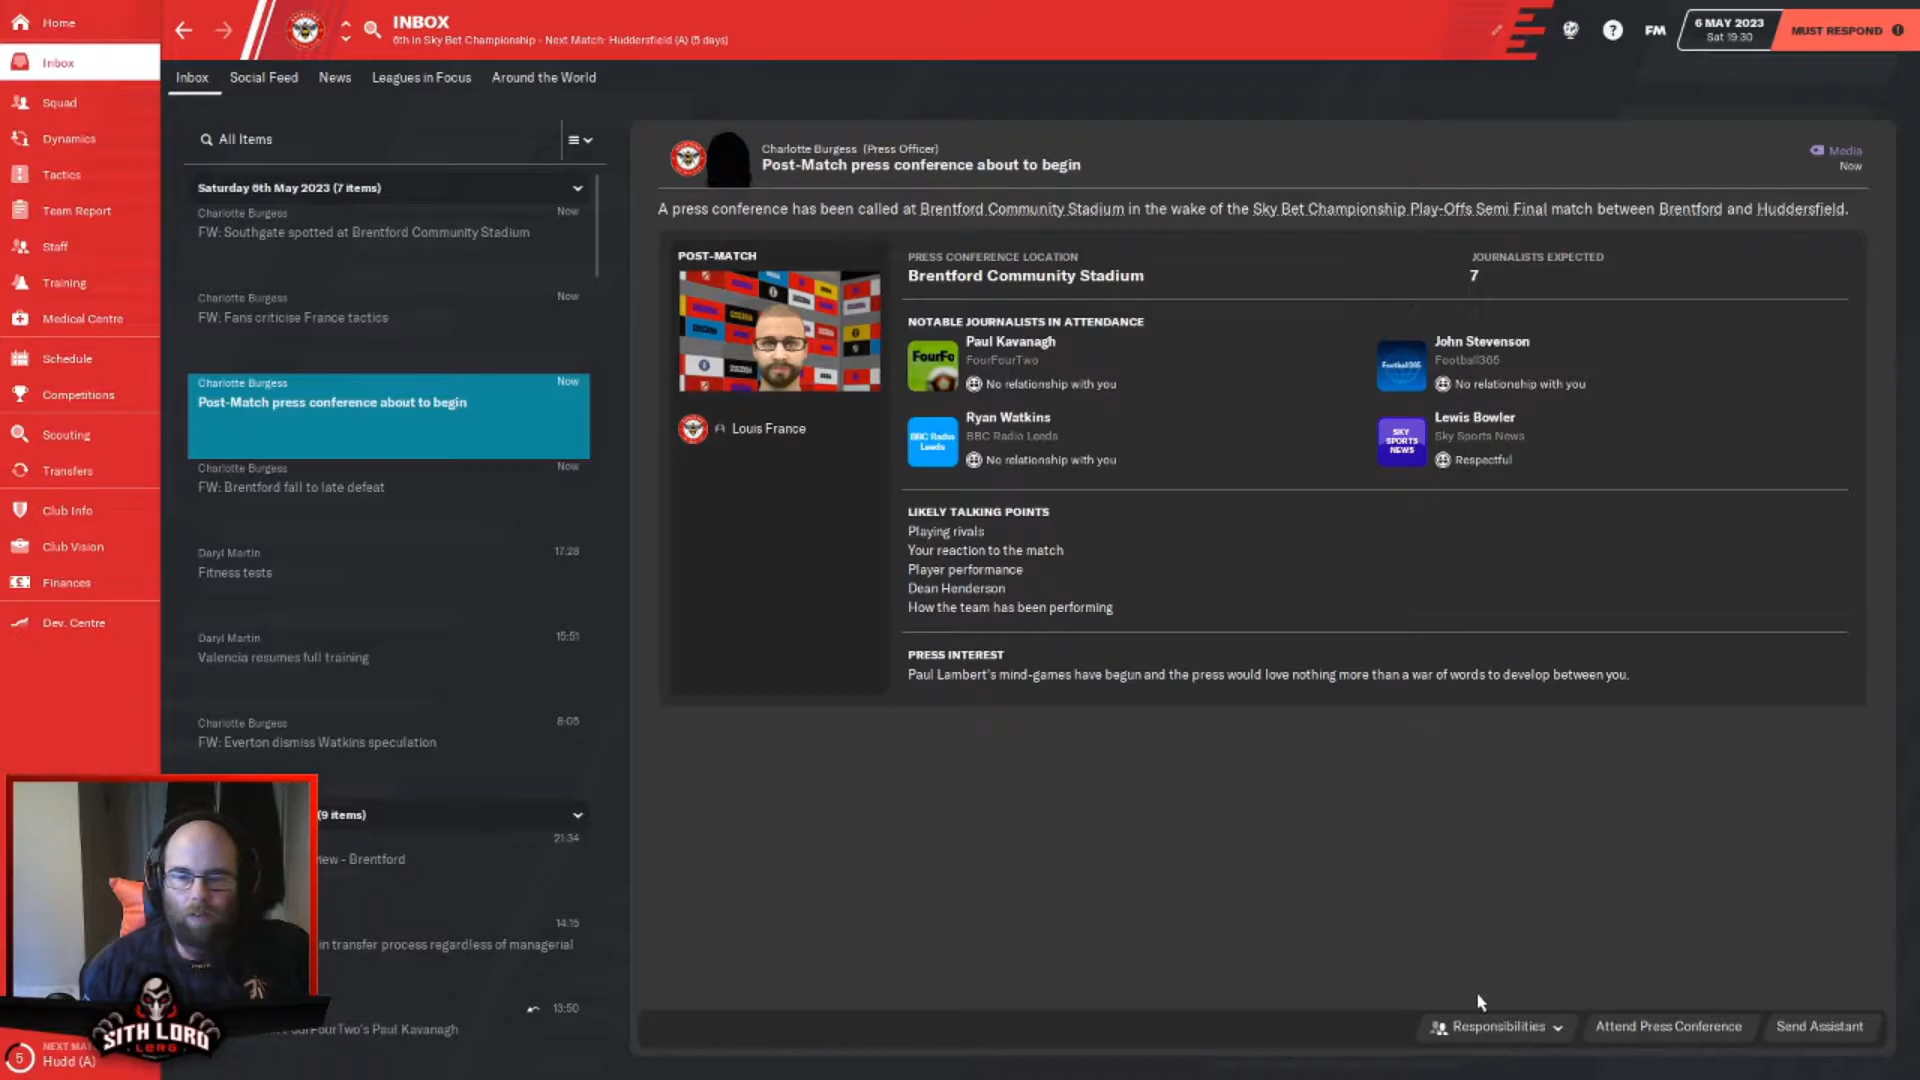 Home
INBOX
6th in Sky Bet Championship - Next Match: Huddersfield (A) (5 days)
FM
6 MAY 2023
Sat 19:30
MUST RESPOND
Inbox
Squad
Dynamics
Tactics
Team Report
Staff
Training
Medical Centre
Schedule
Competitions
Scouting
Transfers
Club Info
Club Vision
Finances
Dev. Centre
Inbox
Social Feed
News
Leagues in Focus
Around the World
All Items
Saturday 6th May 2023 (7 items)
Charlotte Burgess
Now
FW: Southgate spotted at Brentford Community Stadium
Charlotte Burgess
Now
FW: Fans criticise France tactics
Charlotte Burgess
Now
Post-Match press conference about to begin
Charlotte Burgess
Now
FW: Brentford fall to late defeat
Daryl Martin
17:28
Fitness tests
Daryl Martin
15:51
Valencia resumes full training
Charlotte Burgess
8:05
FW: Everton dismiss Watkins speculation
(9 items)
21:34
- Brentford
14:15
in transfer process regardless of managerial
13:50
FourFourTwo's Paul Kavanagh
Charlotte Burgess (Press Officer)
Post-Match press conference about to begin
Media
Now
A press conference has been called at Brentford Community Stadium in the wake of the Sky Bet Championship Play-Offs Semi Final match between Brentford and Huddersfield.
POST-MATCH
Louis France
PRESS CONFERENCE LOCATION
Brentford Community Stadium
JOURNALISTS EXPECTED
7
NOTABLE JOURNALISTS IN ATTENDANCE
FourFo
Paul Kavanagh
FourFourTwo
No relationship with you
Football365
John Stevenson
Football365
No relationship with you
BBC Radio
Leeds
Ryan Watkins
BBC Radio Leeds
No relationship with you
SKY
SPORTS
NEWS
Lewis Bowler
Sky Sports News
Respectful
LIKELY TALKING POINTS
Playing rivals
Your reaction to the match
Player performance
Dean Henderson
How the team has been performing
PRESS INTEREST
Paul Lambert's mind-games have begun and the press would love nothing more than a war of words to develop between you.
Responsibilities
Attend Press Conference
Send Assistant
SITH LORD
LERG
5
NEXT MA
Hudd (A)